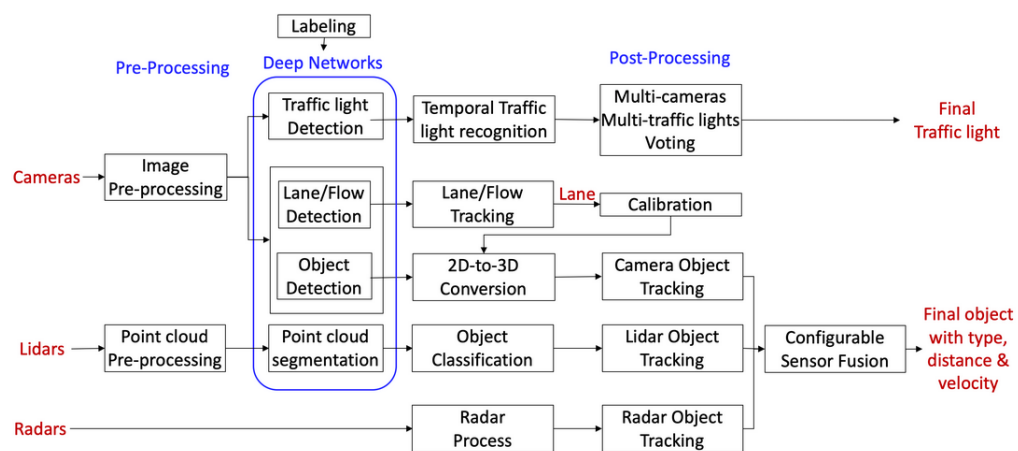 Labeling
Pre-Processing
Deep Networks
Post-Processing
Traffic light
Detection
Temporal Traffic
light recognition
Multi-cameras
Multi-traffic lights
Voting
Final
Traffic light
Cameras
Image
Pre-processing
Lane/Flow
Detection
Lane/Flow
Tracking
Lane
Calibration
Object
Detection
2D-to-3D
Conversion
Camera Object
Tracking
Lidars
Point cloud
Pre-processing
Point cloud
segmentation
Object
Classification
Lidar Object
Tracking
Configurable
Sensor Fusion
Final object
with type,
distance &
velocity
Radars
Radar
Process
Radar Object
Tracking